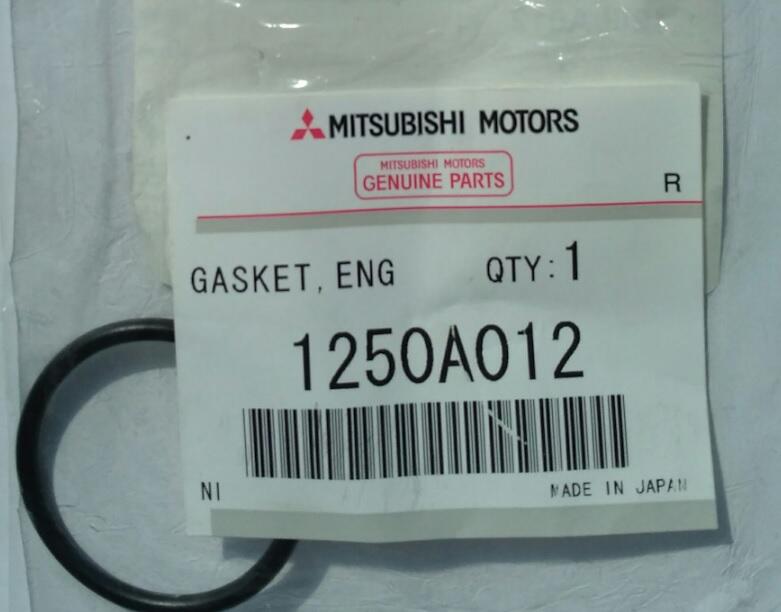 MITSUBISHI MOTORS
MITSUBISHI MOTORS
GENUINE PARTS
R
GASKET, ENG QTY: 1
1250A012
NI MADE IN JAPAN